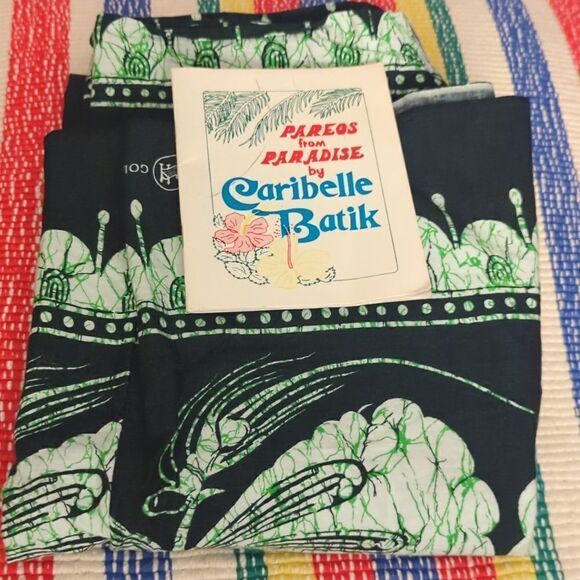 PAREOS
from
PARADISE
by
Caribelle
Batik